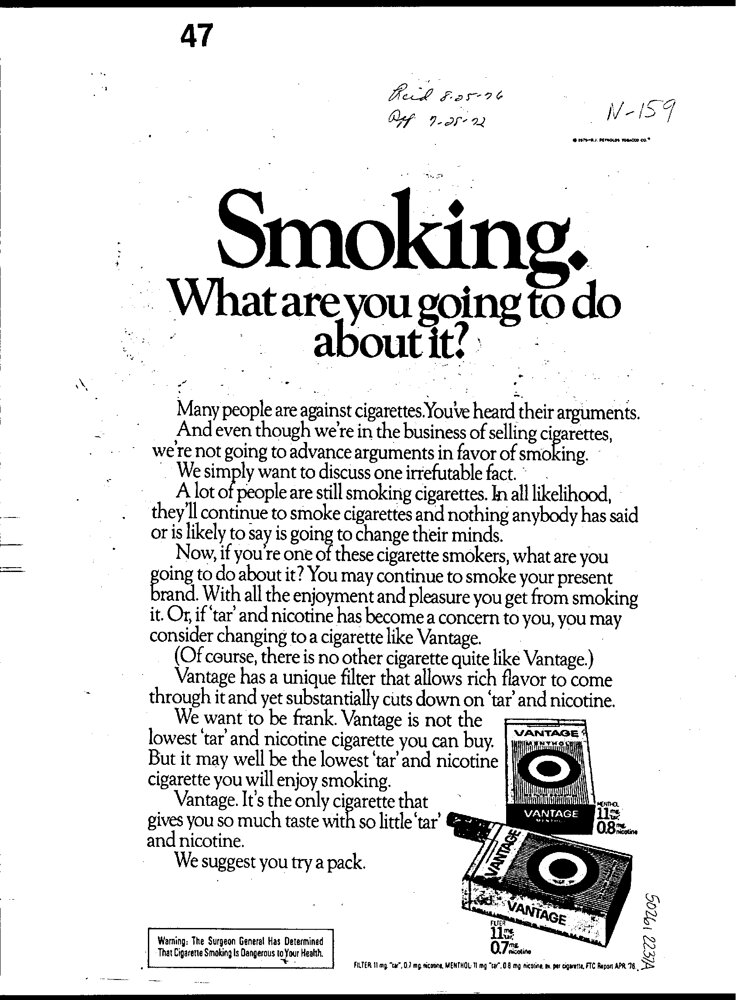 47
Reid 8-25-76
N-159
© 1976-R.J. REYNOLDS TOBACCO CO.
Smoking.
What are you going to do
about it?
Many people are against cigarettes. You've heard their arguments.
And even though we're in the business of selling cigarettes,
we're not going to advance arguments in favor of smoking.
We simply want to discuss one irrefutable fact.
A lot of people are still smoking cigarettes. In all likelihood,
they'll continue to smoke cigarettes and nothing anybody has said
or is likely to say is going to change their minds.
Now, if you're one of these cigarette smokers, what are you
going to do about it? You may continue to smoke your present
brand. With all the enjoyment and pleasure you get from smoking
it. Or, if 'tar' and nicotine has become a concern to you, you may
consider changing to a cigarette like Vantage.
(Of course, there is no other cigarette quite like Vantage.)
Vantage has a unique filter that allows rich flavor to come
through it and yet substantially cuts down on 'tar' and nicotine.
We want to be frank. Vantage is not the
lowest 'tar' and nicotine cigarette you can buy.
But it may well be the lowest 'tar' and nicotine
cigarette you will enjoy smoking.
Vantage. It's the only cigarette that
gives you so much taste with so little 'tar'
and nicotine.
We suggest you try a pack.
VANTAGE
MENTHOL
VANTAGE
MENTHOL
MENTHOL
11 mg. "tar,"
0.8 mg. nicotine
VANTAGE
VANTAGE
FILTER
11 mg. "tar,"
0.7 mg. nicotine
Warning: The Surgeon General Has Determined
That Cigarette Smoking Is Dangerous to Your Health.
FILTER: 11 mg. "tar", 0.7 mg. nicotine, MENTHOL: 11 mg. "tar", 0.8 mg. nicotine, av. per cigarette, FTC Report APR. '76.